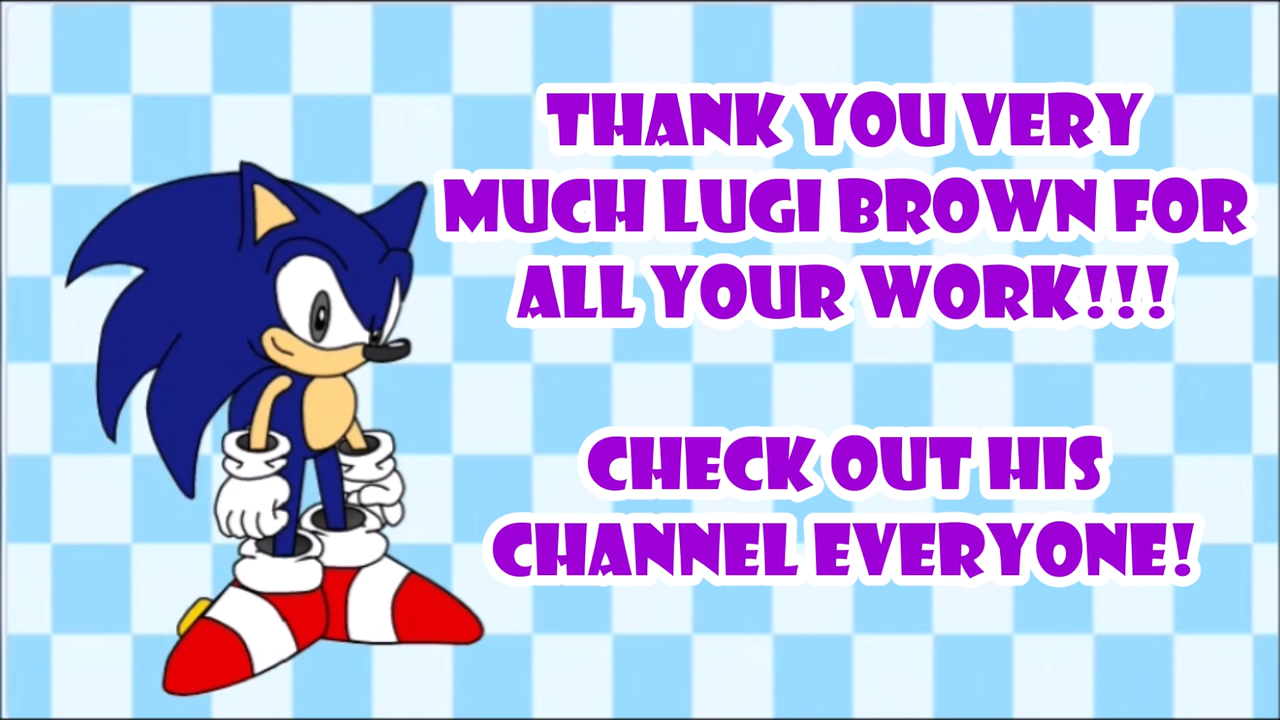 THANK YOU VERY
MUCH LUGI BROWN FOR
ALL YOUR WORK!!!
CHECK OUT HIS
CHANNEL EVERYONE!